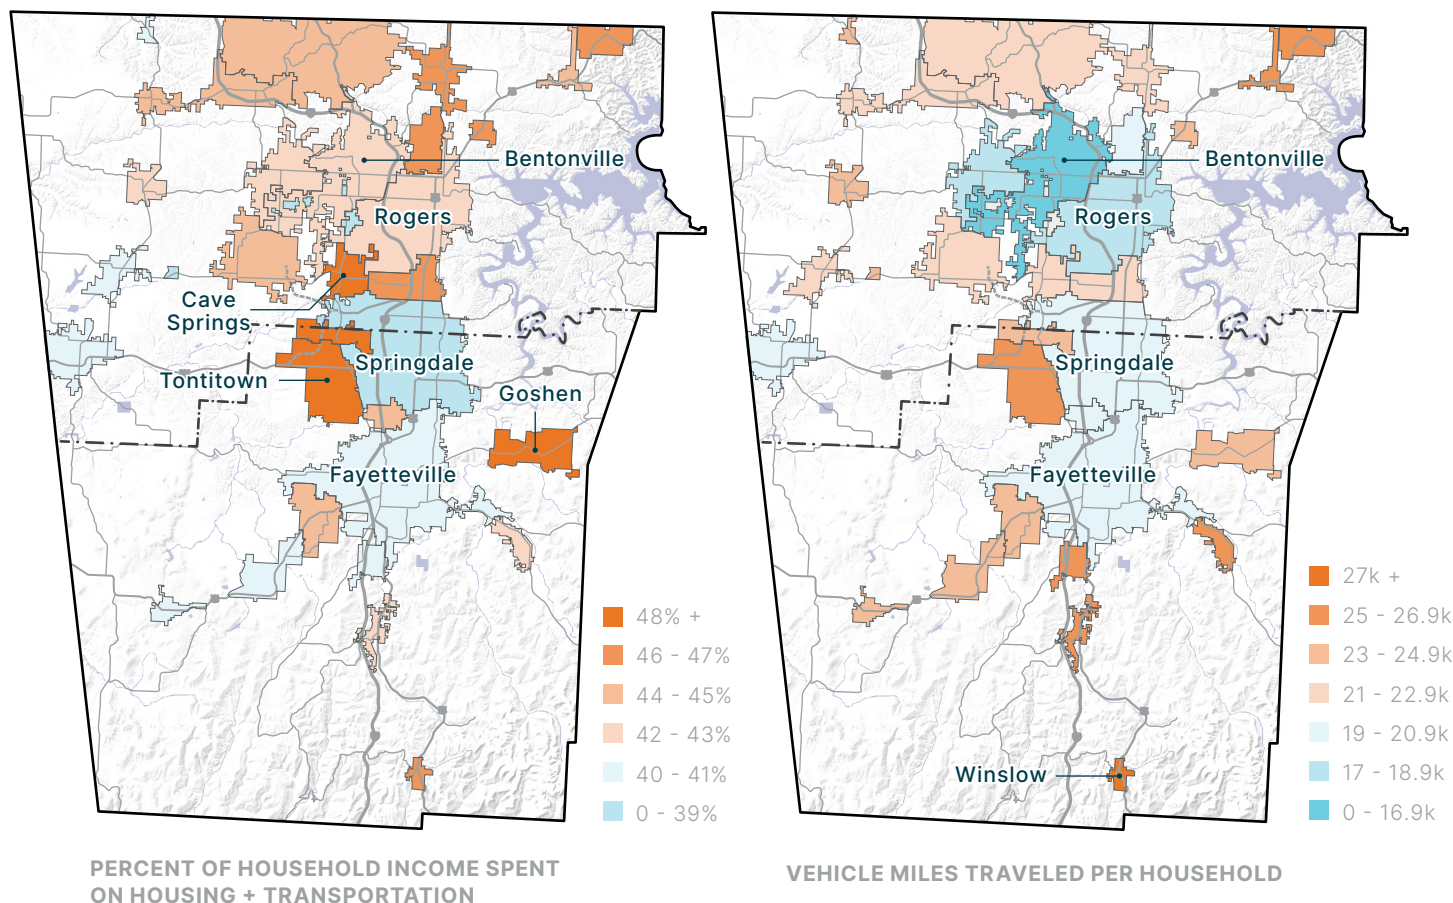 Bentonville
Rogers
Cave
Springs
Springdale
Tontitown
Goshen
Fayetteville
48% +
46 - 47%
44 - 45%
42 - 43%
40 - 41%
0 - 39%
PERCENT OF HOUSEHOLD INCOME SPENT
ON HOUSING + TRANSPORTATION
Bentonville
Rogers
Springdale
Fayetteville
Winslow
27k +
25 - 26.9k
23 - 24.9k
21 - 22.9k
19 - 20.9k
17 - 18.9k
0 - 16.9k
VEHICLE MILES TRAVELED PER HOUSEHOLD